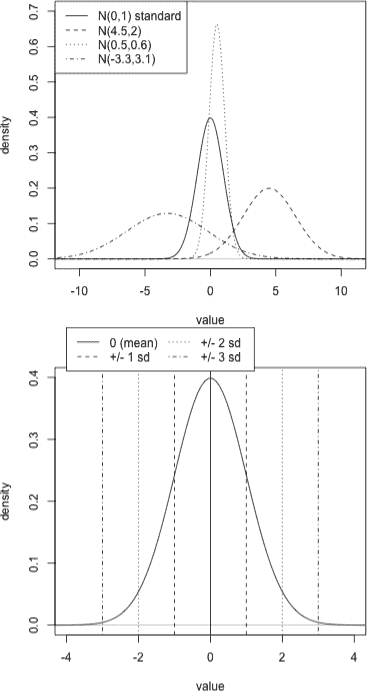 N(0,1) standard
N(4.5,2)
N(0.5,0.6)
N(-3.3,3.1)
density
0.7
0.6
0.5
0.4
0.3
0.2
0.1
0.0
-10 -5 0 5 10
value
0 (mean) +/- 2 sd
+/- 1 sd +/- 3 sd
density
0.4
0.3
0.2
0.1
0.0
-4 -2 0 2 4
value